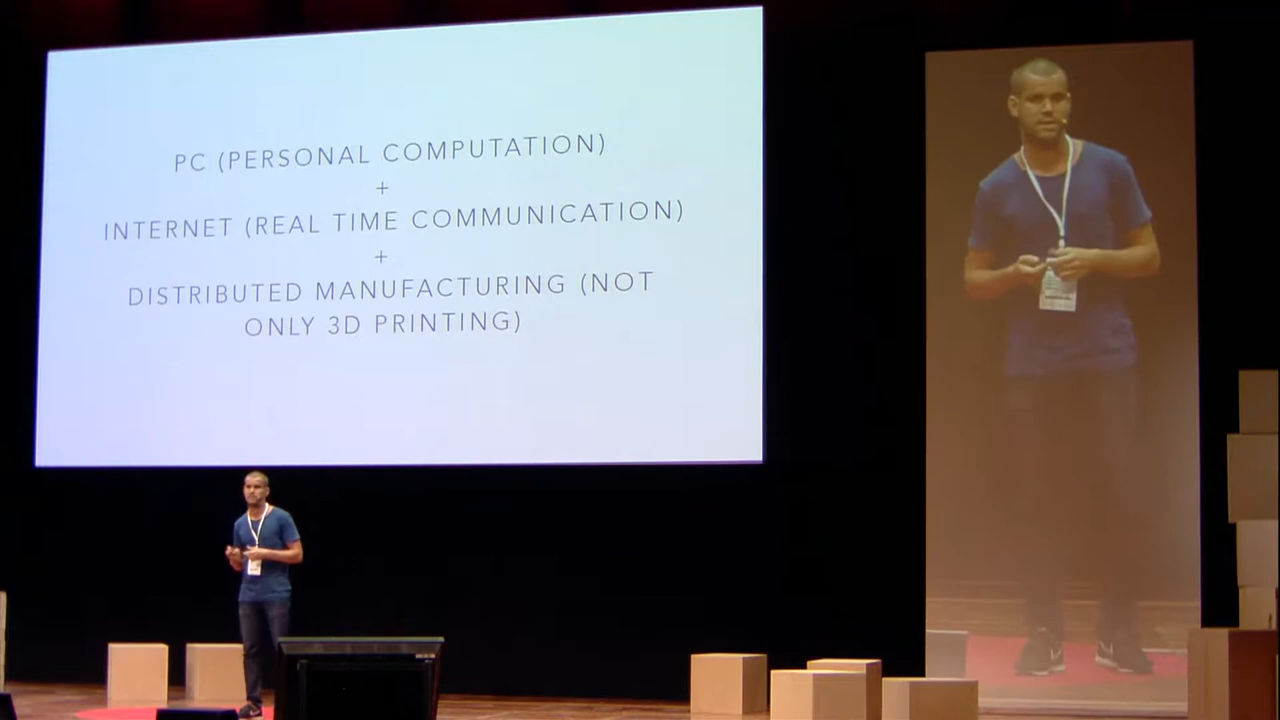 PC (PERSONAL COMPUTATION)
+
INTERNET (REAL TIME COMMUNICATION)
+
DISTRIBUTED MANUFACTURING (NOT
ONLY 3D PRINTING)